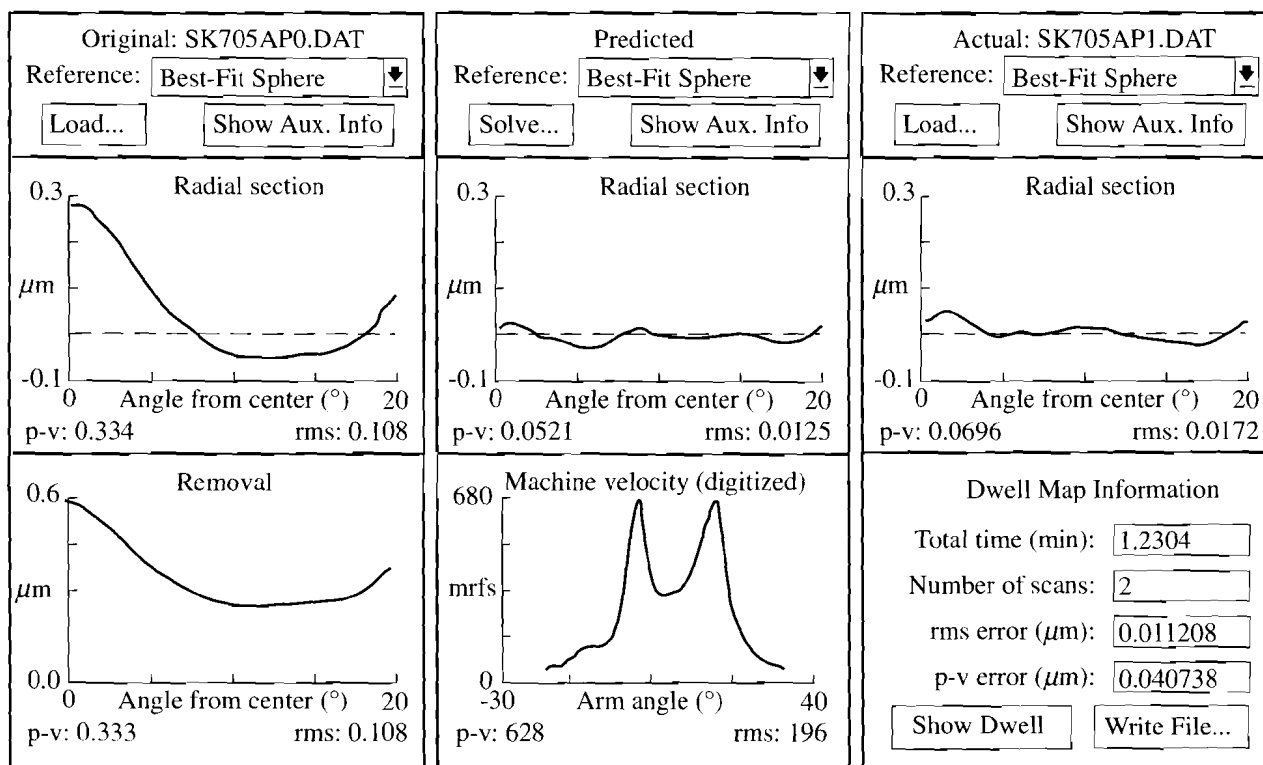 Original: SK705AP0.DAT
Reference: Best-Fit Sphere
Load... Show Aux. Info
Radial section
0.3
μm
-0.1
0 Angle from center (°) 20
p-v: 0.334 rms: 0.108
Removal
0.6
μm
0.0
0 Angle from center (°) 20
p-v: 0.333 rms: 0.108
Predicted
Reference: Best-Fit Sphere
Solve... Show Aux. Info
Radial section
0.3
μm
-0.1
0 Angle from center (°) 20
p-v: 0.0521 rms: 0.0125
Machine velocity (digitized)
680
mrfs
0
-30 Arm angle (°) 40
p-v: 628 rms: 196
Actual: SK705AP1.DAT
Reference: Best-Fit Sphere
Load... Show Aux. Info
Radial section
0.3
μm
-0.1
0 Angle from center (°) 20
p-v: 0.0696 rms: 0.0172
Dwell Map Information
Total time (min): 1.2304
Number of scans: 2
rms error (μm): 0.011208
p-v error (μm): 0.040738
Show Dwell Write File...